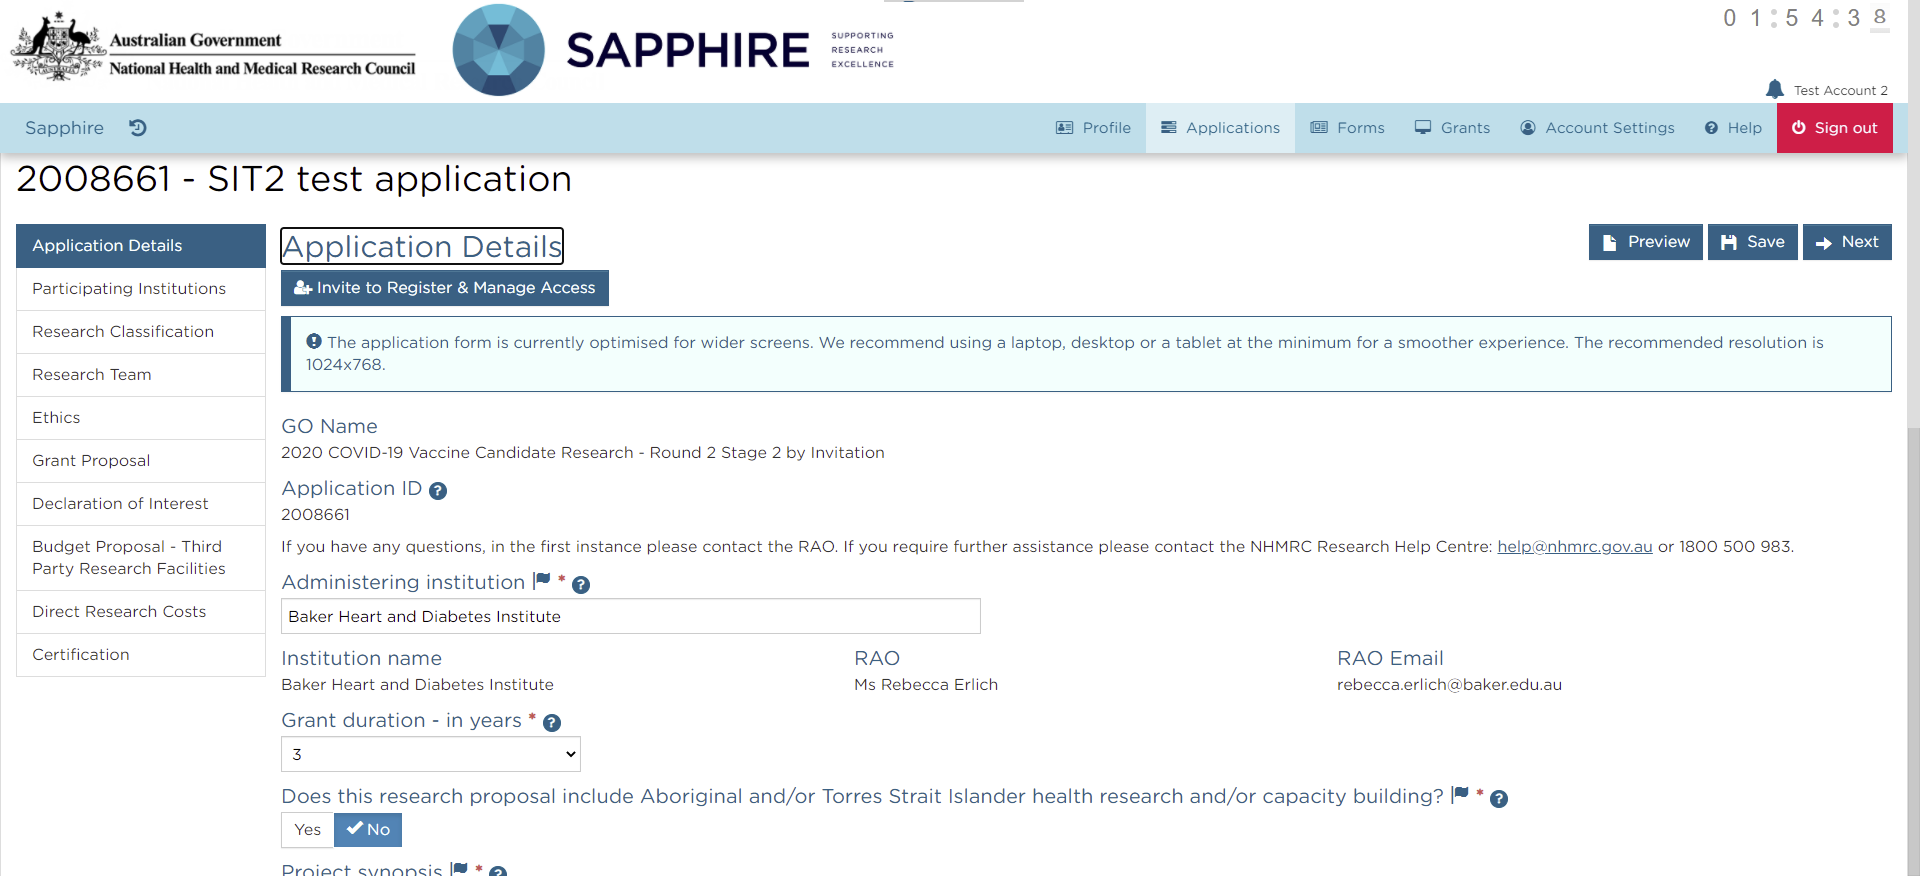 Australian Government
National Health and Medical Research Council
SAPPHIRE
SUPPORTING
RESEARCH
EXCELLENCE
01:54:38
Test Account 2
Sapphire
Profile
Applications
Forms
Grants
Account Settings
Help
Sign out
2008661 - SIT2 test application
Application Details
Participating Institutions
Research Classification
Research Team
Ethics
Grant Proposal
Declaration of Interest
Budget Proposal - Third
Party Research Facilities
Direct Research Costs
Certification
Application Details
Preview
Save
Next
Invite to Register & Manage Access
The application form is currently optimised for wider screens. We recommend using a laptop, desktop or a tablet at the minimum for a smoother experience. The recommended resolution is
1024x768.
GO Name
2020 COVID-19 Vaccine Candidate Research - Round 2 Stage 2 by Invitation
Application ID
2008661
If you have any questions, in the first instance please contact the RAO. If you require further assistance please contact the NHMRC Research Help Centre: help@nhmrc.gov.au or 1800 500 983.
Administering institution *
Baker Heart and Diabetes Institute
Institution name
Baker Heart and Diabetes Institute
RAO
Ms Rebecca Erlich
RAO Email
rebecca.erlich@baker.edu.au
Grant duration - in years *
3
Does this research proposal include Aboriginal and/or Torres Strait Islander health research and/or capacity building? *
Yes
No
Project synopsis *